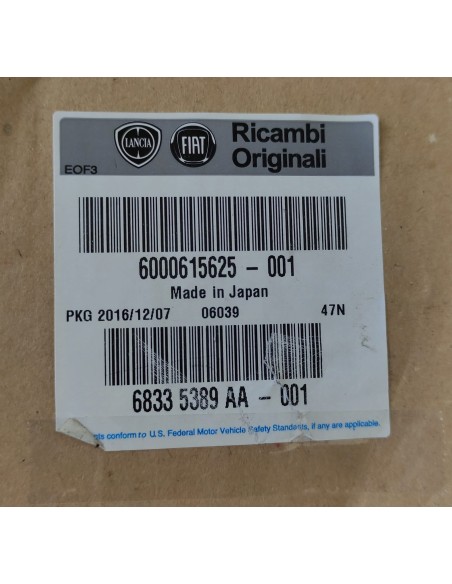 LANCIA
FIAT
Ricambi
Originali
EOF3
6000615625 - 001
Made in Japan
PKG 2016/12/07 06039 47N
6833 5389 AA - 001
conform to U.S. Federal Motor Vehicle Safety Standards, if any are applicable.